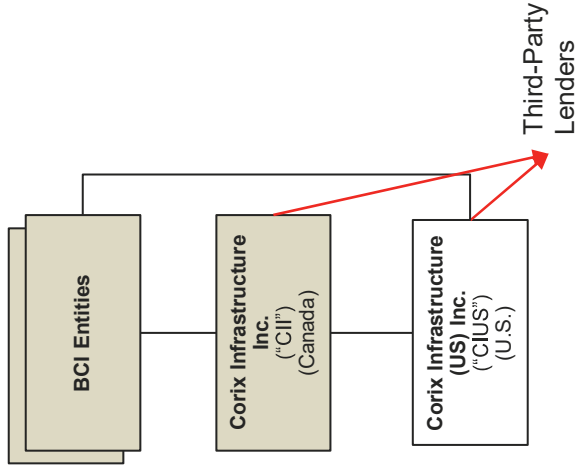 BCI Entities
Corix Infrastructure
Inc.
("CII")
(Canada)
Corix Infrastructure
(US) Inc.
("CIUS")
(U.S.)
Third-Party
Lenders